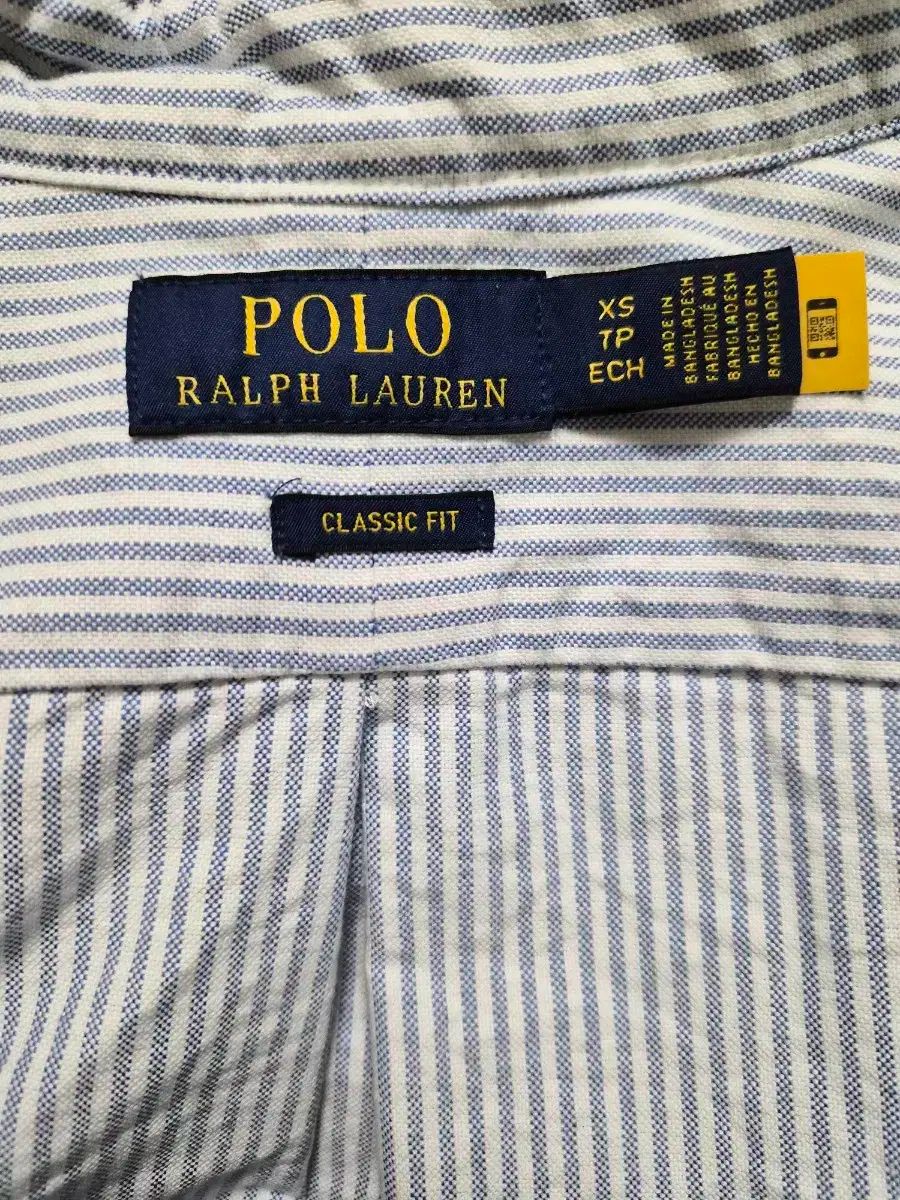 POLO
RALPH LAUREN
XS
TP
ECH
MADE IN
BANGLADESH
FABRIQUÉ AU
BANGLADESH
HECHO EN
BANGLADESH
CLASSIC FIT